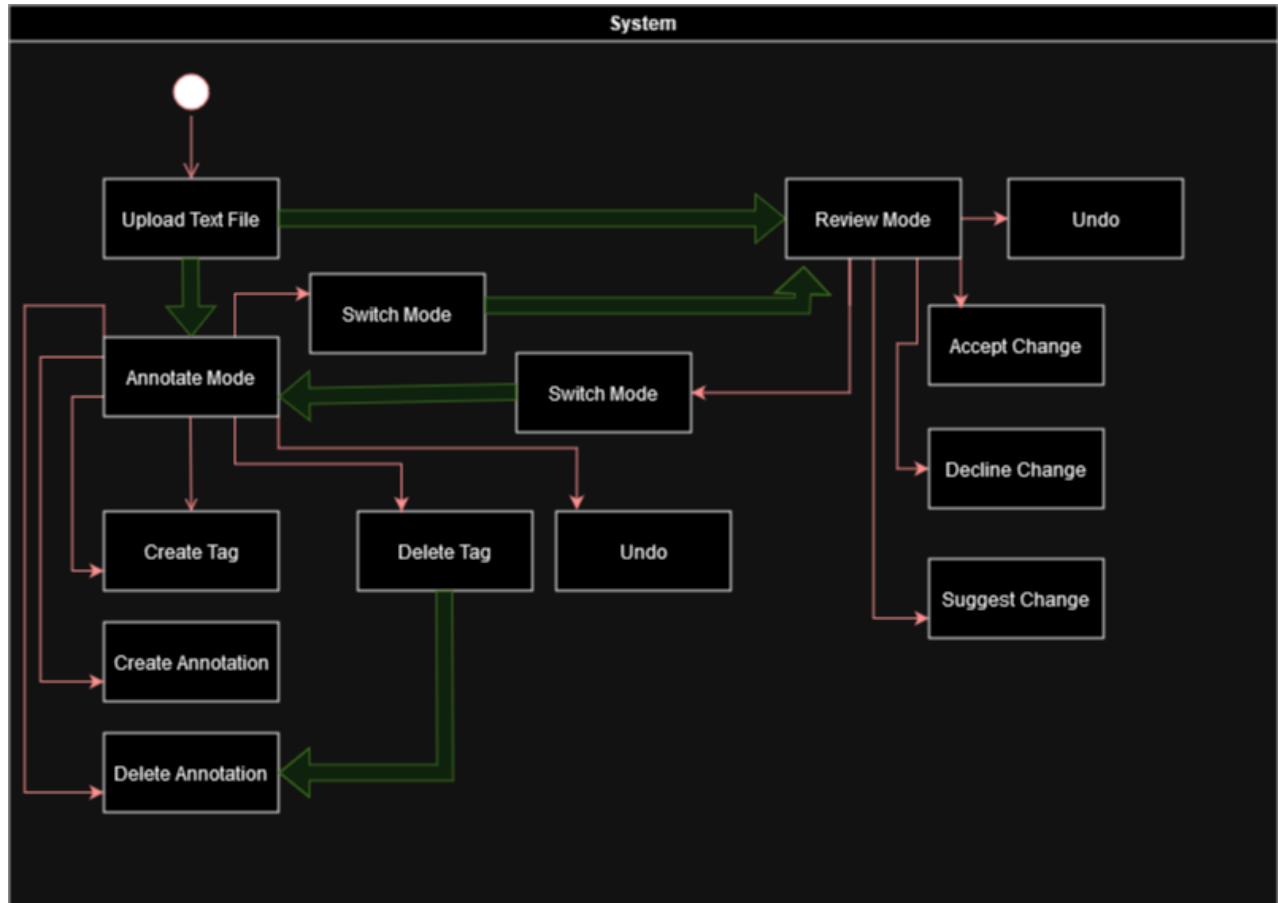 System
Upload Text File
Review Mode
Undo
Switch Mode
Accept Change
Annotate Mode
Switch Mode
Decline Change
Create Tag
Delete Tag
Undo
Suggest Change
Create Annotation
Delete Annotation